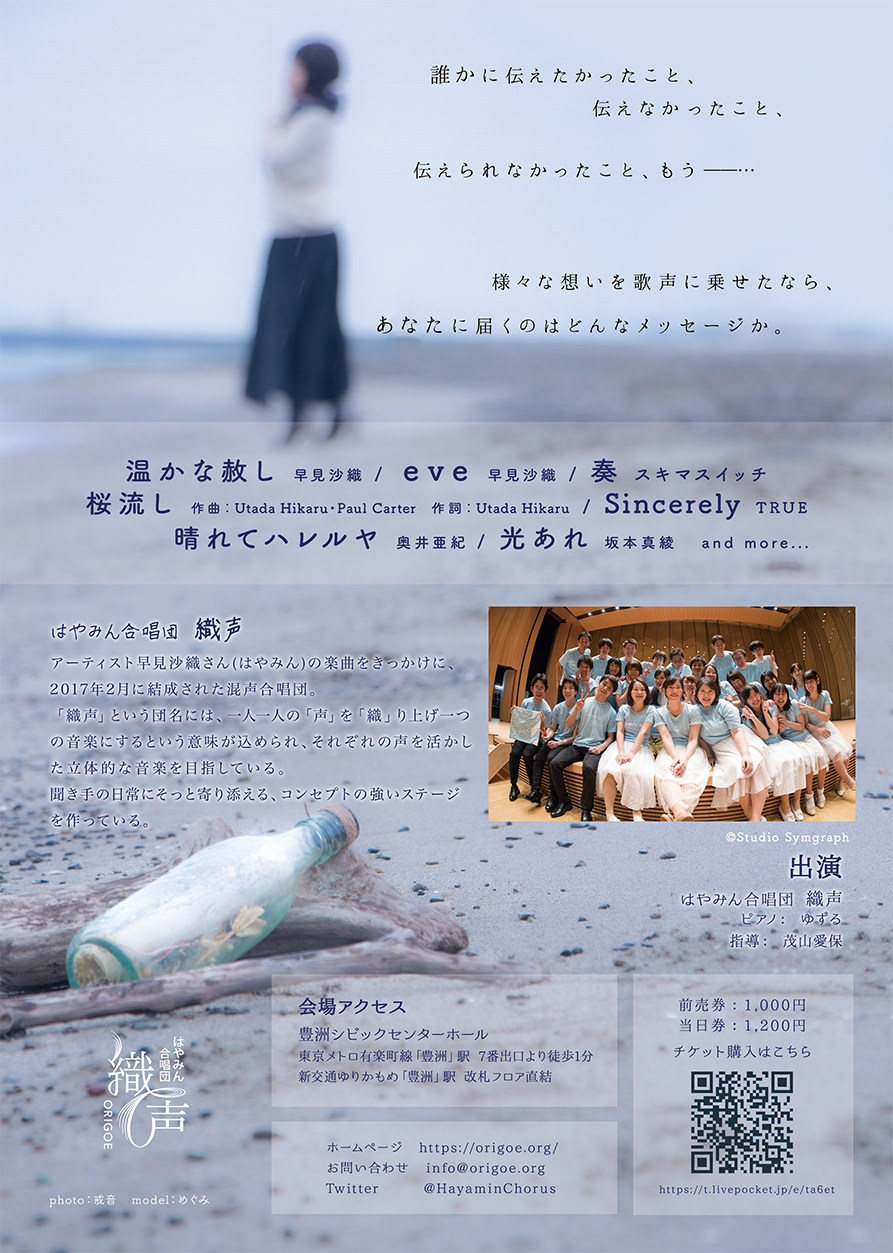 誰かに伝えたかったこと、
伝えなかったこと、
伝えられなかったこと、もう――…
様々な想いを歌声に乗せたなら、
あなたに届くのはどんなメッセージか。
温かな赦し 早見沙織 / eve 早見沙織 / 奏 スキマスイッチ
桜流し 作曲：Utada Hikaru・Paul Carter 作詞：Utada Hikaru / Sincerely TRUE
晴れてハレルヤ 奥井亜紀 / 光あれ 坂本真綾 and more...
はやみん合唱団 織声
アーティスト早見沙織さん(はやみん)の楽曲をきっかけに、
2017年2月に結成された混声合唱団。
「織声」という団名には、一人一人の「声」を「織」り上げ一つ
の音楽にするという意味が込められ、それぞれの声を活かし
た立体的な音楽を目指している。
聞き手の日常にそっと寄り添える、コンセプトの強いステージ
を作っている。
©Studio Symgraph
出演
はやみん合唱団 織声
ピアノ： ゆずる
指導： 茂山愛保
会場アクセス
豊洲シビックセンターホール
東京メトロ有楽町線「豊洲」駅 7番出口より徒歩1分
新交通ゆりかもめ「豊洲」駅 改札フロア直結
前売券：1,000円
当日券：1,200円
チケット購入はこちら
https://t.livepocket.jp/e/ta6et
ホームページ https://origoe.org/
お問い合わせ info@origoe.org
Twitter @HayaminChorus
はやみん
合唱団
織声
ORIGOE
photo：戒音 model：めぐみ